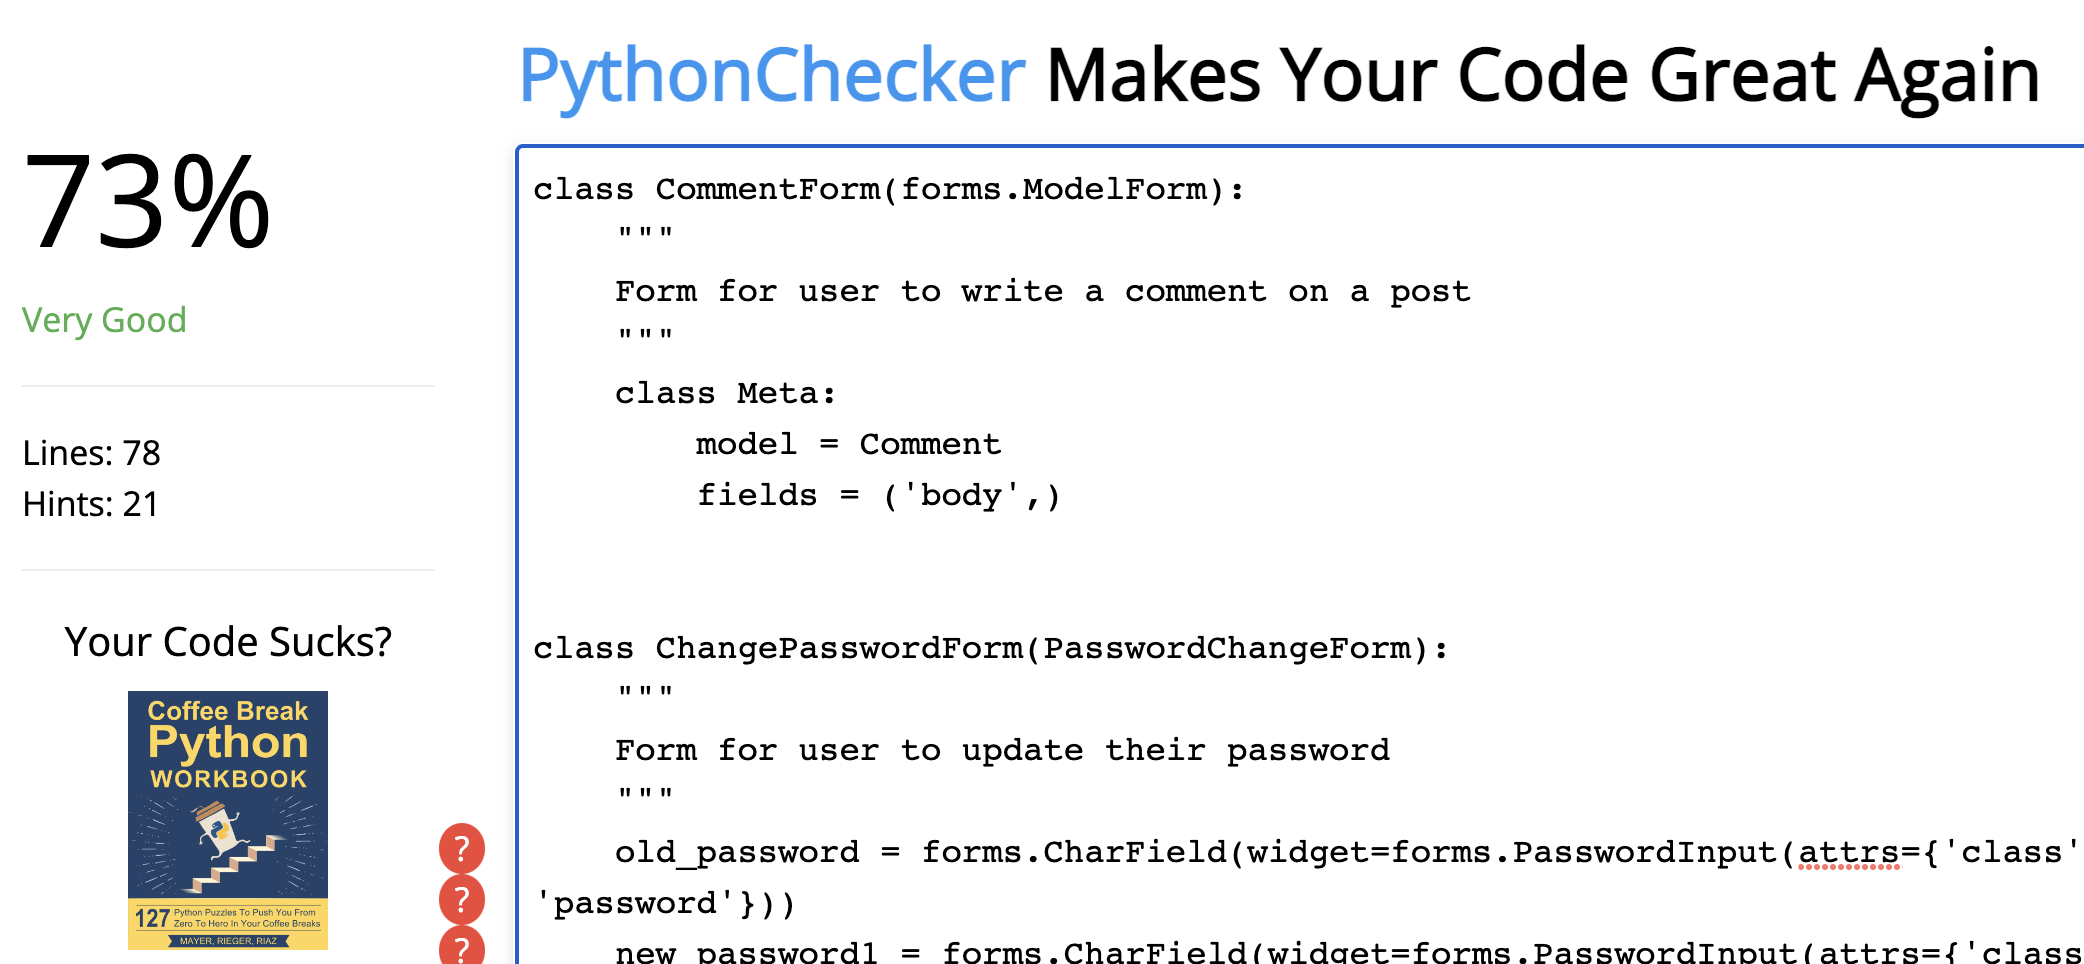 PythonChecker Makes Your Code Great Again
73%
Very Good
Lines: 78
Hints: 21
Your Code Sucks?
Coffee Break
Python
WORKBOOK
127 Python Puzzles To Push You From
Zero To Hero In Your Coffee Breaks
MAYER, RIEGER, RIAZ
?
?
?
class CommentForm(forms.ModelForm):
    """
    Form for user to write a comment on a post
    """
    class Meta:
        model = Comment
        fields = ('body',)
class ChangePasswordForm(PasswordChangeForm):
    """
    Form for user to update their password
    """
    old_password = forms.CharField(widget=forms.PasswordInput(attrs={'class'
'password'}))
    new_password1 = forms.CharField(widget=forms.PasswordInput(attrs={'class